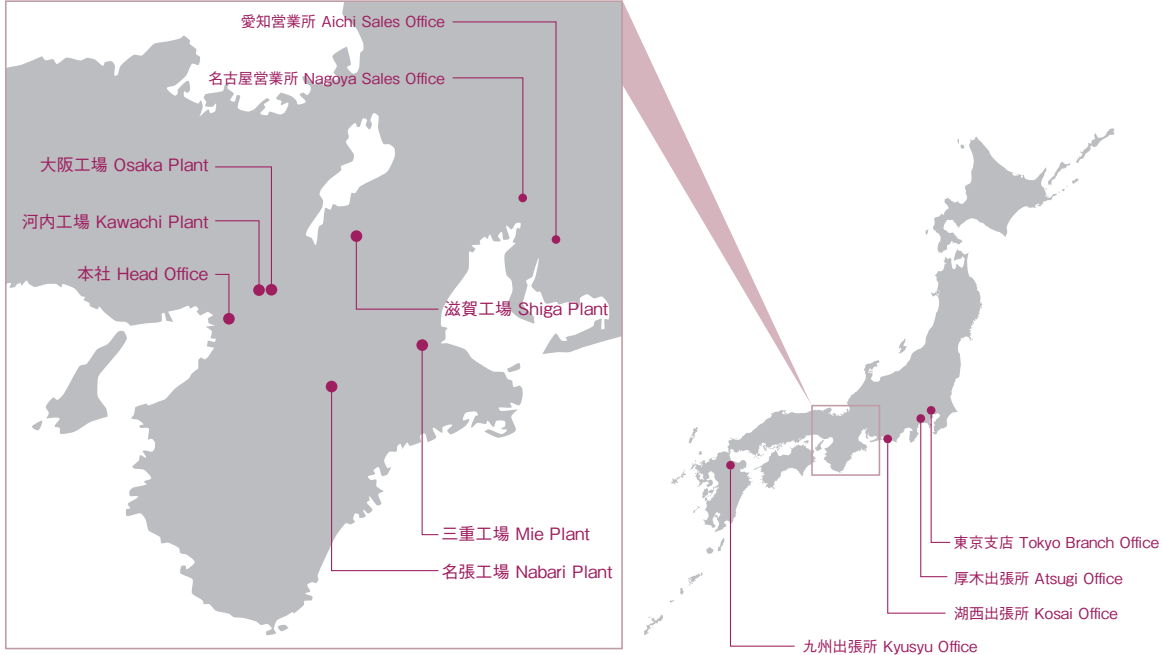 愛知営業所 Aichi Sales Office
名古屋営業所 Nagoya Sales Office
大阪工場 Osaka Plant
河内工場 Kawachi Plant
本社 Head Office
滋賀工場 Shiga Plant
三重工場 Mie Plant
名張工場 Nabari Plant
東京支店 Tokyo Branch Office
厚木出張所 Atsugi Office
湖西出張所 Kosai Office
九州出張所 Kyusyu Office